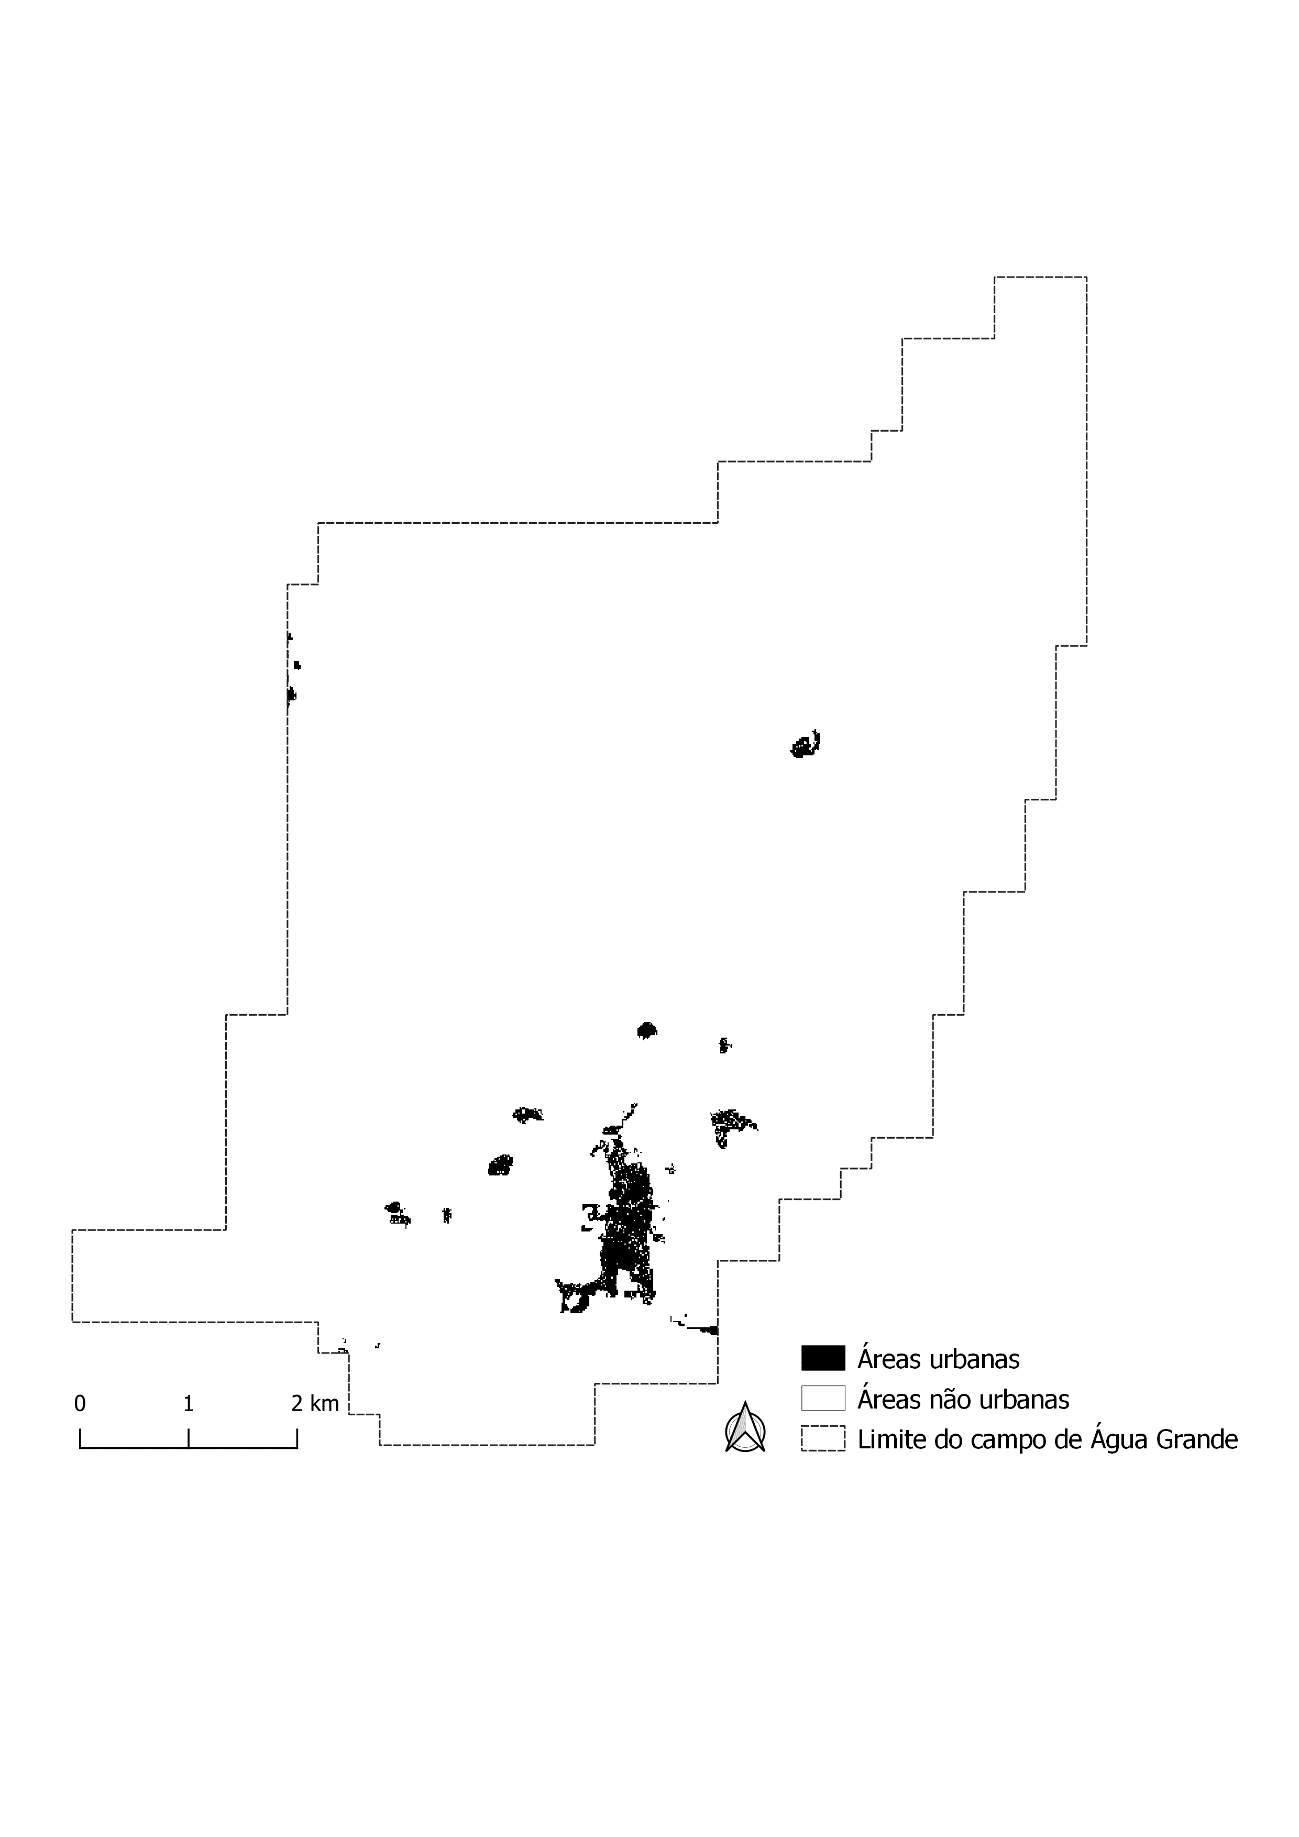 Áreas urbanas
Áreas não urbanas
Limite do campo de Água Grande
0 1 2 km